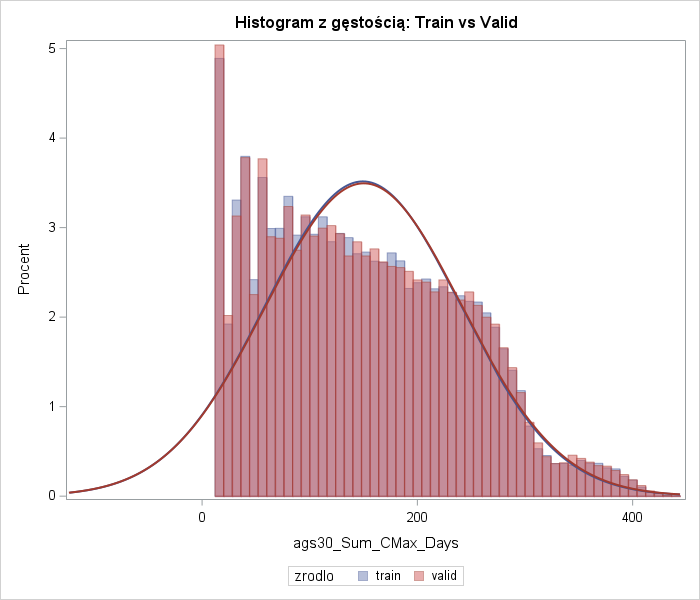 Histogram z gęstością: Train vs Valid
5
4
3
2
1
0
Procent
0 200 400
ags30_Sum_CMax_Days
zrodlo train valid